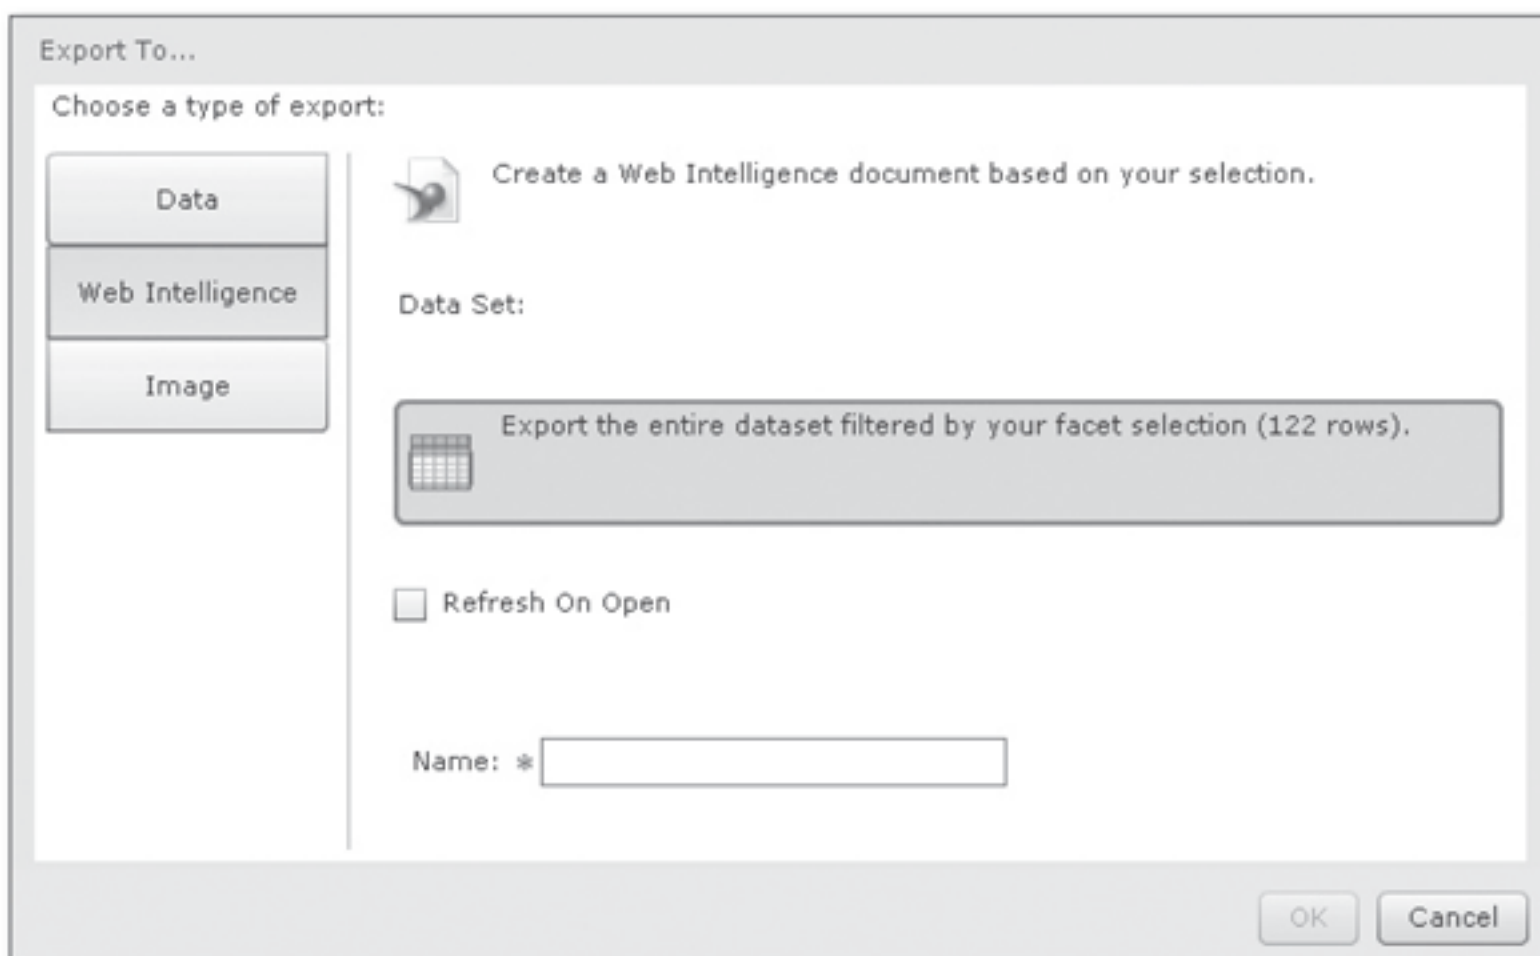 Export To...
Choose a type of export:
Data
Web Intelligence
Image
Create a Web Intelligence document based on your selection.
Data Set:
Export the entire dataset filtered by your facet selection (122 rows).
Refresh On Open
Name: *
OK
Cancel